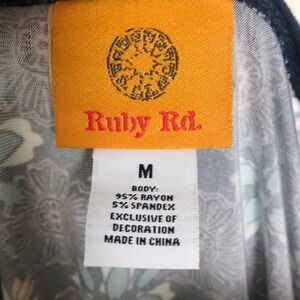 Ruby Rd.
M
BODY:
95% RAYON
5% SPANDEX
EXCLUSIVE OF
DECORATION
MADE IN CHINA